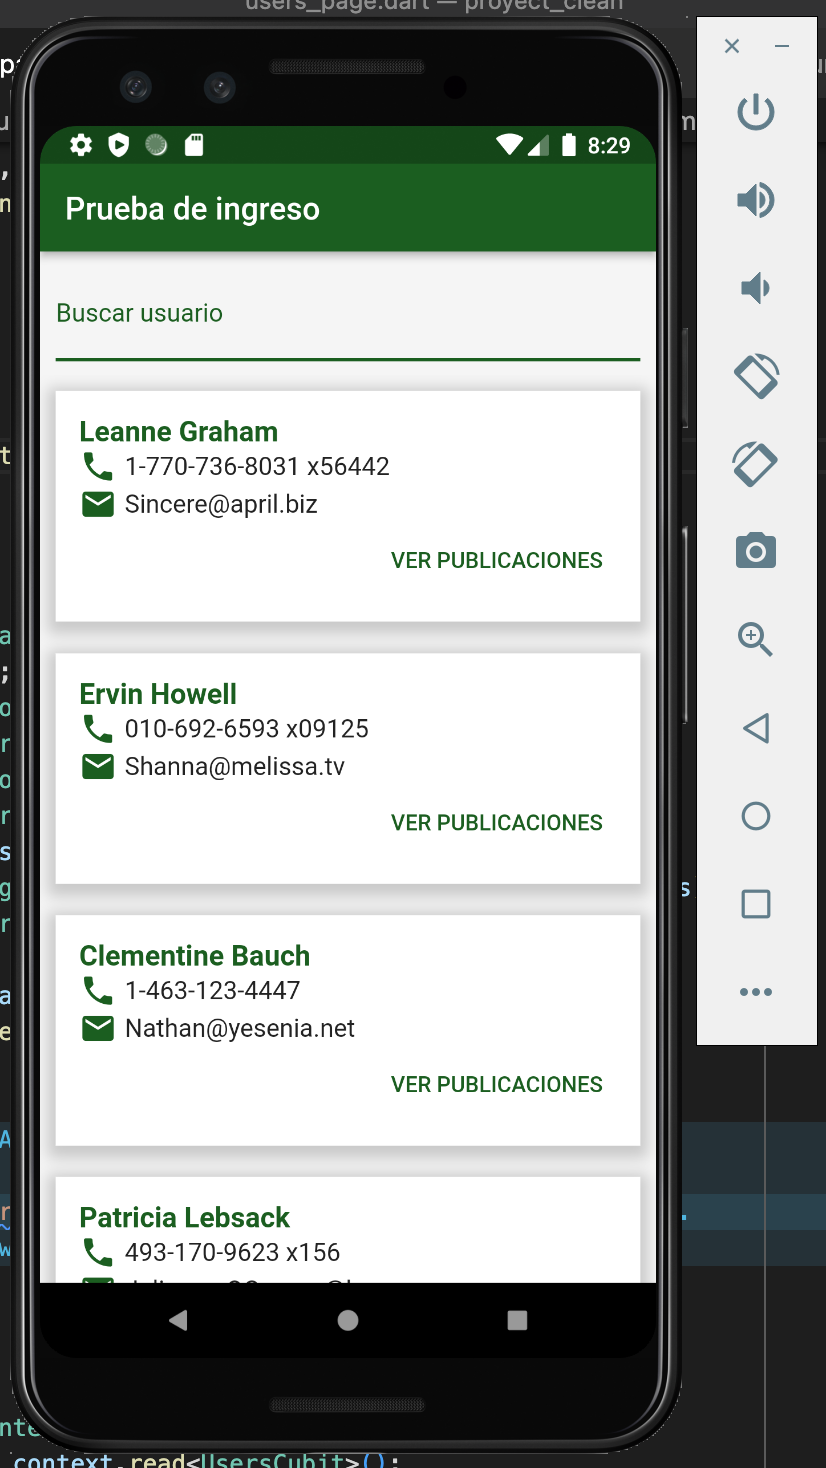 users_page.dart — proyect_clean
8:29
Prueba de ingreso
Buscar usuario
Leanne Graham
1-770-736-8031 x56442
Sincere@april.biz
VER PUBLICACIONES
Ervin Howell
010-692-6593 x09125
Shanna@melissa.tv
VER PUBLICACIONES
Clementine Bauch
1-463-123-4447
Nathan@yesenia.net
VER PUBLICACIONES
Patricia Lebsack
493-170-9623 x156
context.read<UsersCubit>();